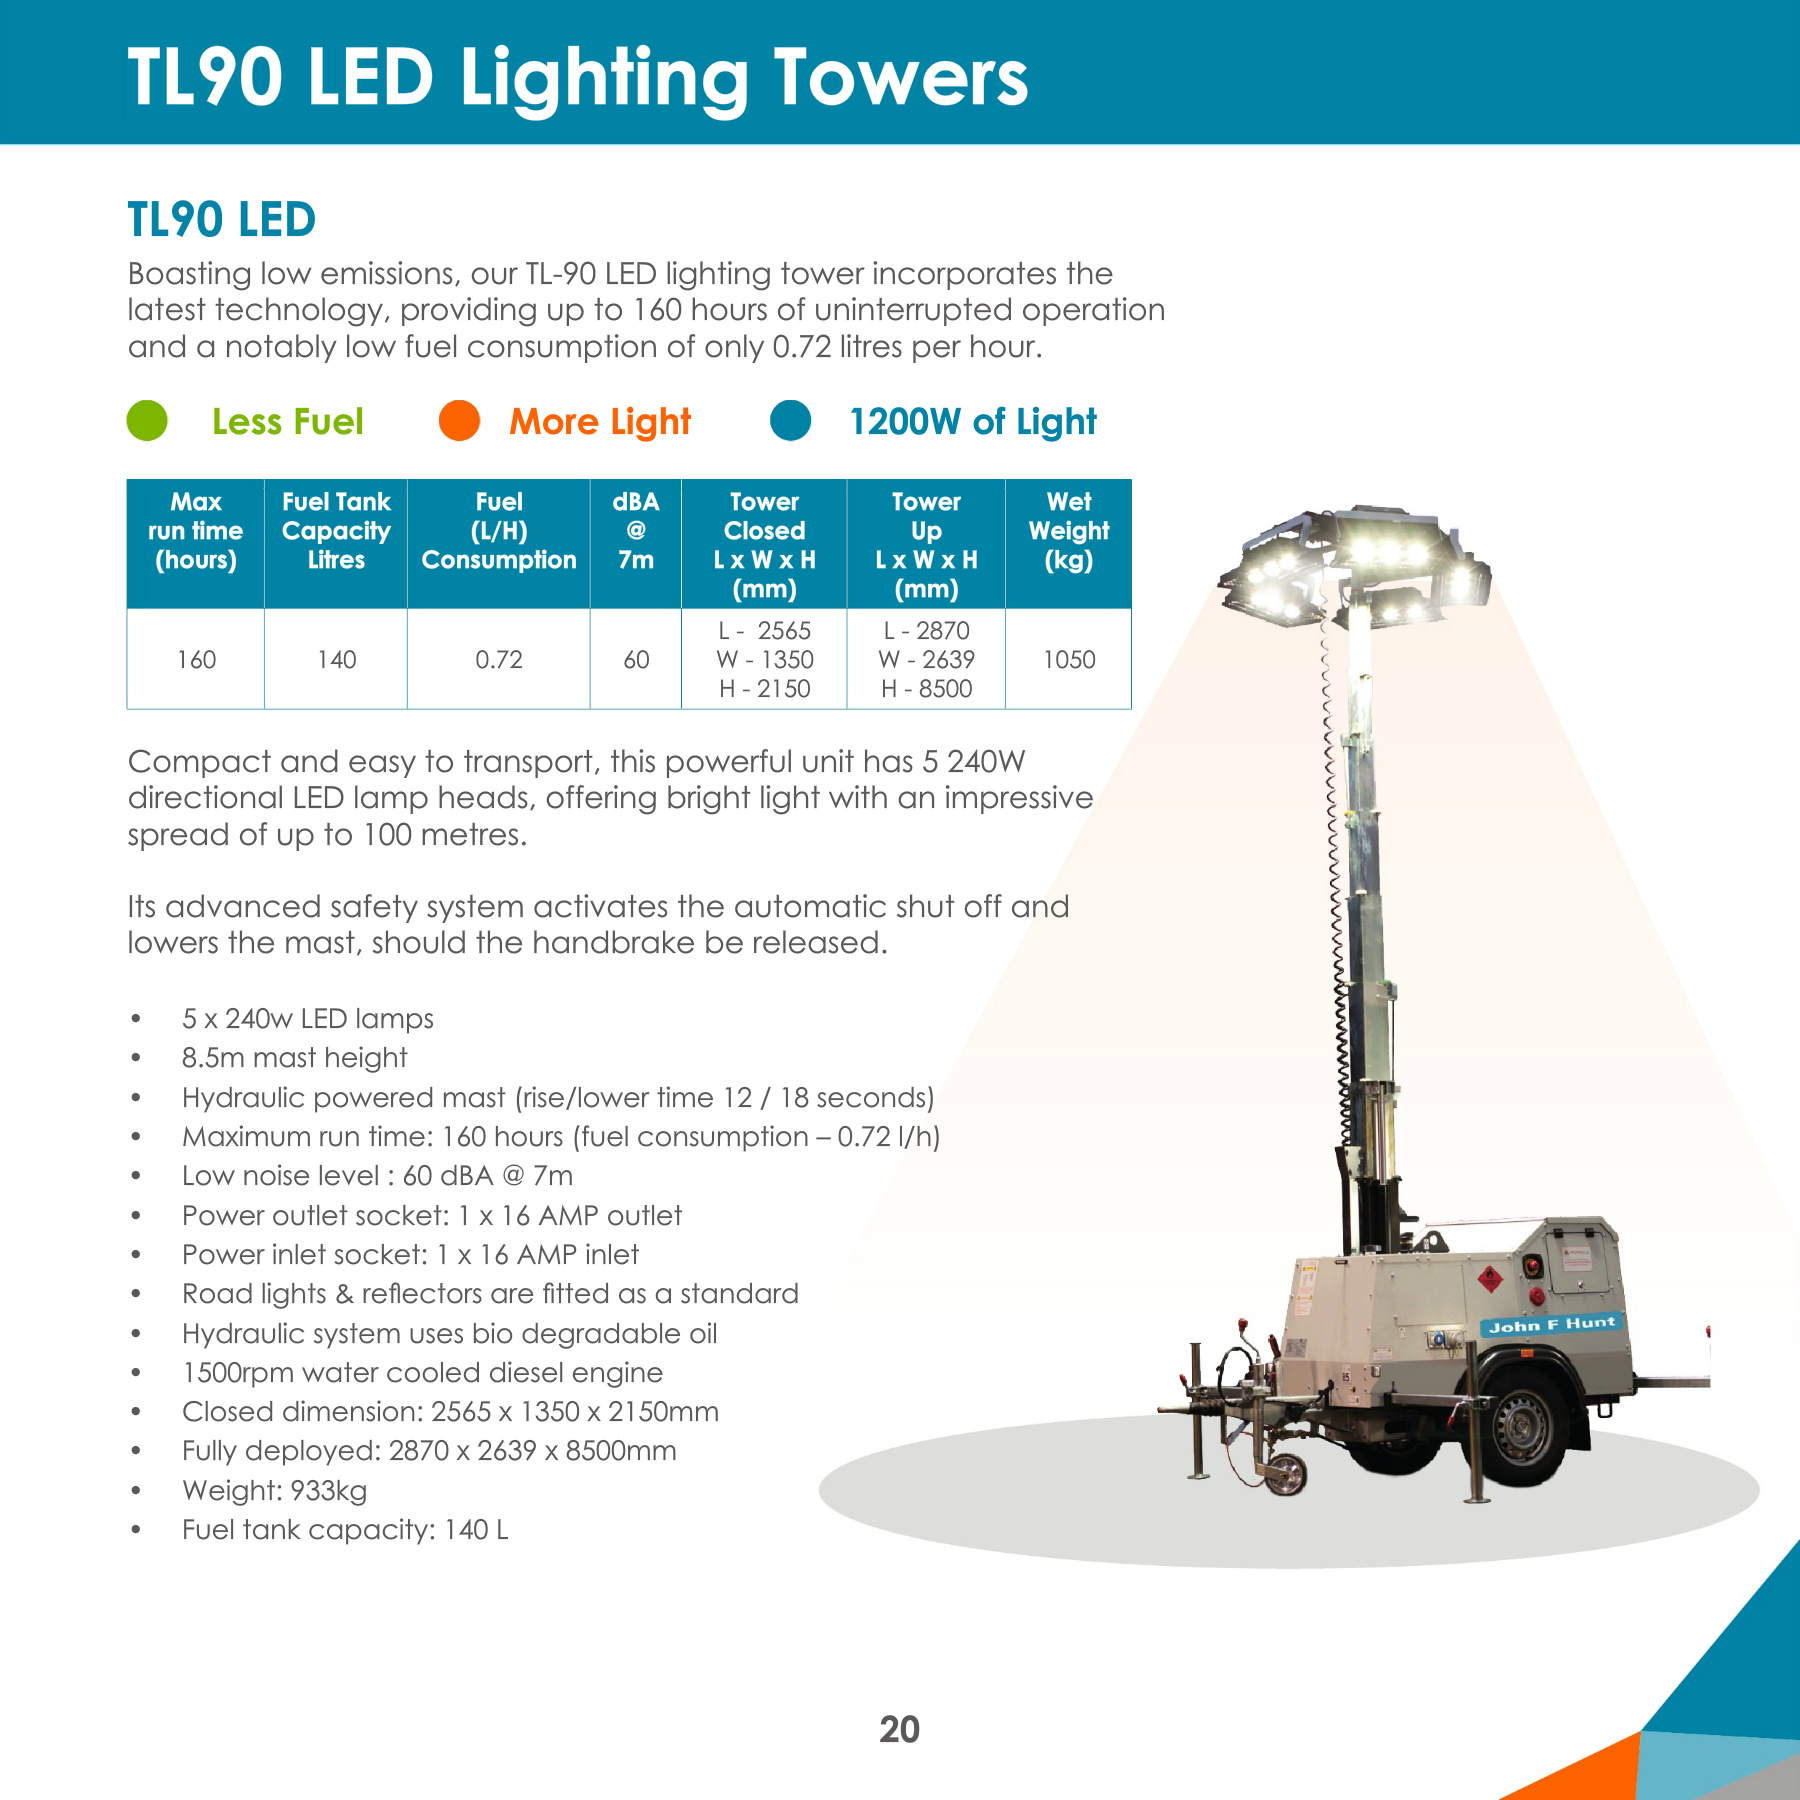 TL90 LED Lighting Towers
TL90 LED
Boasting low emissions, our TL-90 LED lighting tower incorporates the
latest technology, providing up to 160 hours of uninterrupted operation
and a notably low fuel consumption of only 0.72 litres per hour.
Less Fuel More Light 1200W of Light
Max run time (hours)
Fuel Tank Capacity Litres
Fuel (L/H) Consumption
dBA @ 7m
Tower Closed L x W x H (mm)
Tower Up L x W x H (mm)
Wet Weight (kg)
160
140
0.72
60
L - 2565
W - 1350
H - 2150
L - 2870
W - 2639
H - 8500
1050
Compact and easy to transport, this powerful unit has 5 240W
directional LED lamp heads, offering bright light with an impressive
spread of up to 100 metres.
Its advanced safety system activates the automatic shut off and
lowers the mast, should the handbrake be released.
• 5 x 240w LED lamps
• 8.5m mast height
• Hydraulic powered mast (rise/lower time 12 / 18 seconds)
• Maximum run time: 160 hours (fuel consumption – 0.72 l/h)
• Low noise level : 60 dBA @ 7m
• Power outlet socket: 1 x 16 AMP outlet
• Power inlet socket: 1 x 16 AMP inlet
• Road lights & reflectors are fitted as a standard
• Hydraulic system uses bio degradable oil
• 1500rpm water cooled diesel engine
• Closed dimension: 2565 x 1350 x 2150mm
• Fully deployed: 2870 x 2639 x 8500mm
• Weight: 933kg
• Fuel tank capacity: 140 L
John F Hunt
85
20